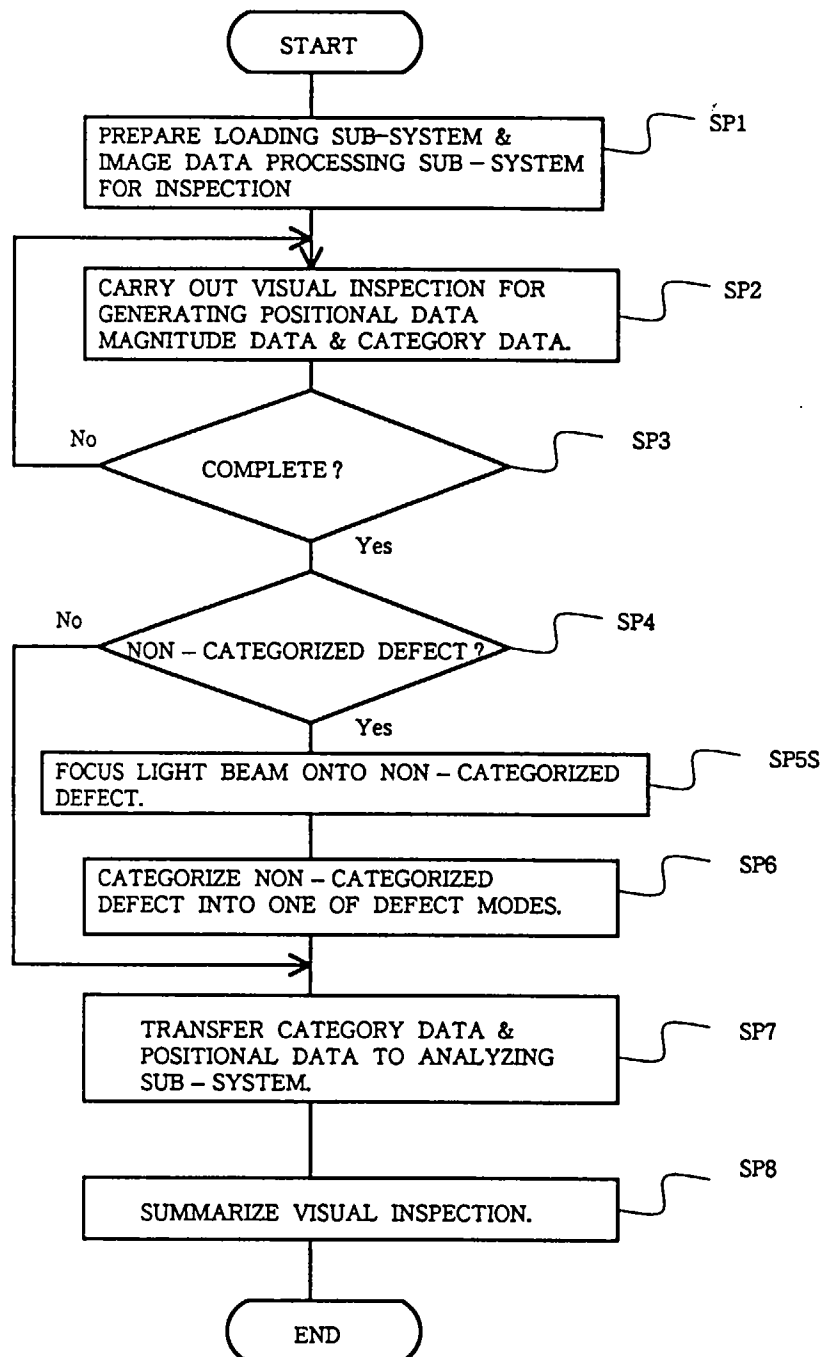 START
PREPARE LOADING SUB-SYSTEM &
IMAGE DATA PROCESSING SUB-SYSTEM
FOR INSPECTION
SP1
CARRY OUT VISUAL INSPECTION FOR
GENERATING POSITIONAL DATA
MAGNITUDE DATA & CATEGORY DATA.
SP2
No
COMPLETE?
SP3
Yes
No
NON-CATEGORIZED DEFECT?
SP4
Yes
FOCUS LIGHT BEAM ONTO NON-CATEGORIZED
DEFECT.
SP5S
CATEGORIZE NON-CATEGORIZED
DEFECT INTO ONE OF DEFECT MODES.
SP6
TRANSFER CATEGORY DATA &
POSITIONAL DATA TO ANALYZING
SUB-SYSTEM.
SP7
SUMMARIZE VISUAL INSPECTION.
SP8
END